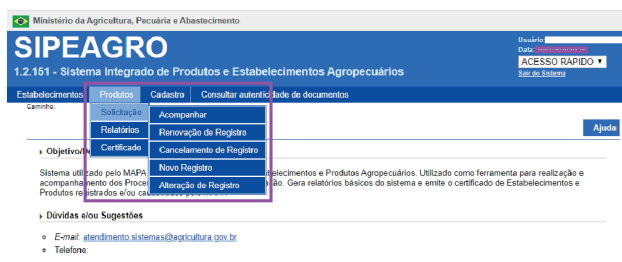 Ministério da Agricultura, Pecuária e Abastecimento
SIPEAGRO
1.2.151 - Sistema Integrado de Produtos e Estabelecimentos Agropecuários
Usuário:
Data:
ACESSO RÁPIDO ▼
Sair do Sistema
Estabelecimentos Produtos Cadastro Consultar autenticidade de documentos
Caminho:
Solicitação
Relatórios
Certificado
Acompanhar
Renovação de Registro
Cancelamento de Registro
Novo Registro
Alteração de Registro
Ajuda
Objetivo/
Sistema utilizado pelo MAPA belecimentos e Produtos Agropecuários. Utilizado como ferramenta para realização e
acompanhamento dos Proces Gera relatórios básicos do sistema e emite o certificado de Estabelecimentos e
Produtos registrados e/ou
Dúvidas e/ou Sugestões
E-mail: atendimento.sistemas@agricultura.gov.br
Telefone: